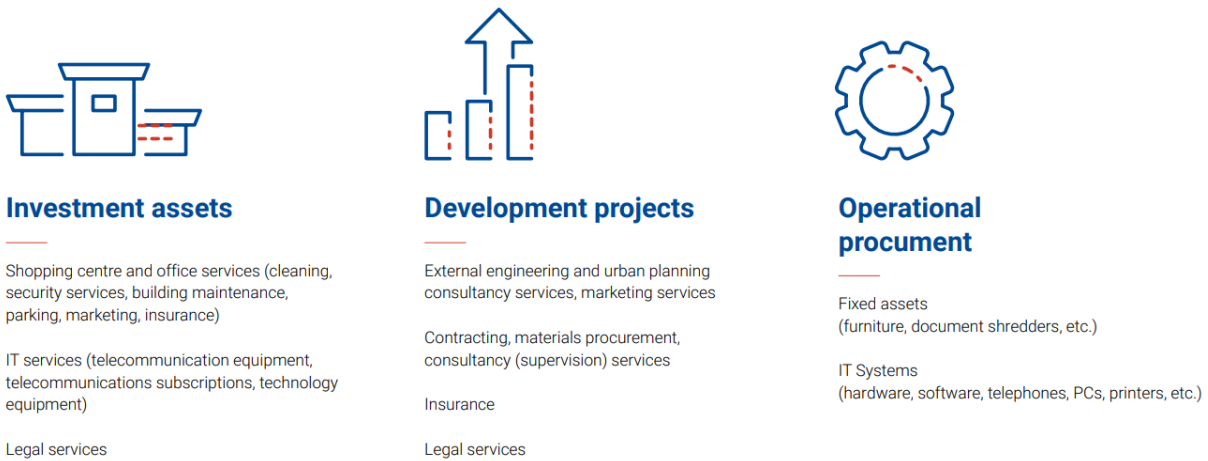 Investment assets
Shopping centre and office services (cleaning,
security services, building maintenance,
parking, marketing, insurance)
IT services (telecommunication equipment,
telecommunications subscriptions, technology
equipment)
Legal services
Development projects
External engineering and urban planning
consultancy services, marketing services
Contracting, materials procurement,
consultancy (supervision) services
Insurance
Legal services
Operational
procument
Fixed assets
(furniture, document shredders, etc.)
IT Systems
(hardware, software, telephones, PCs, printers, etc.)